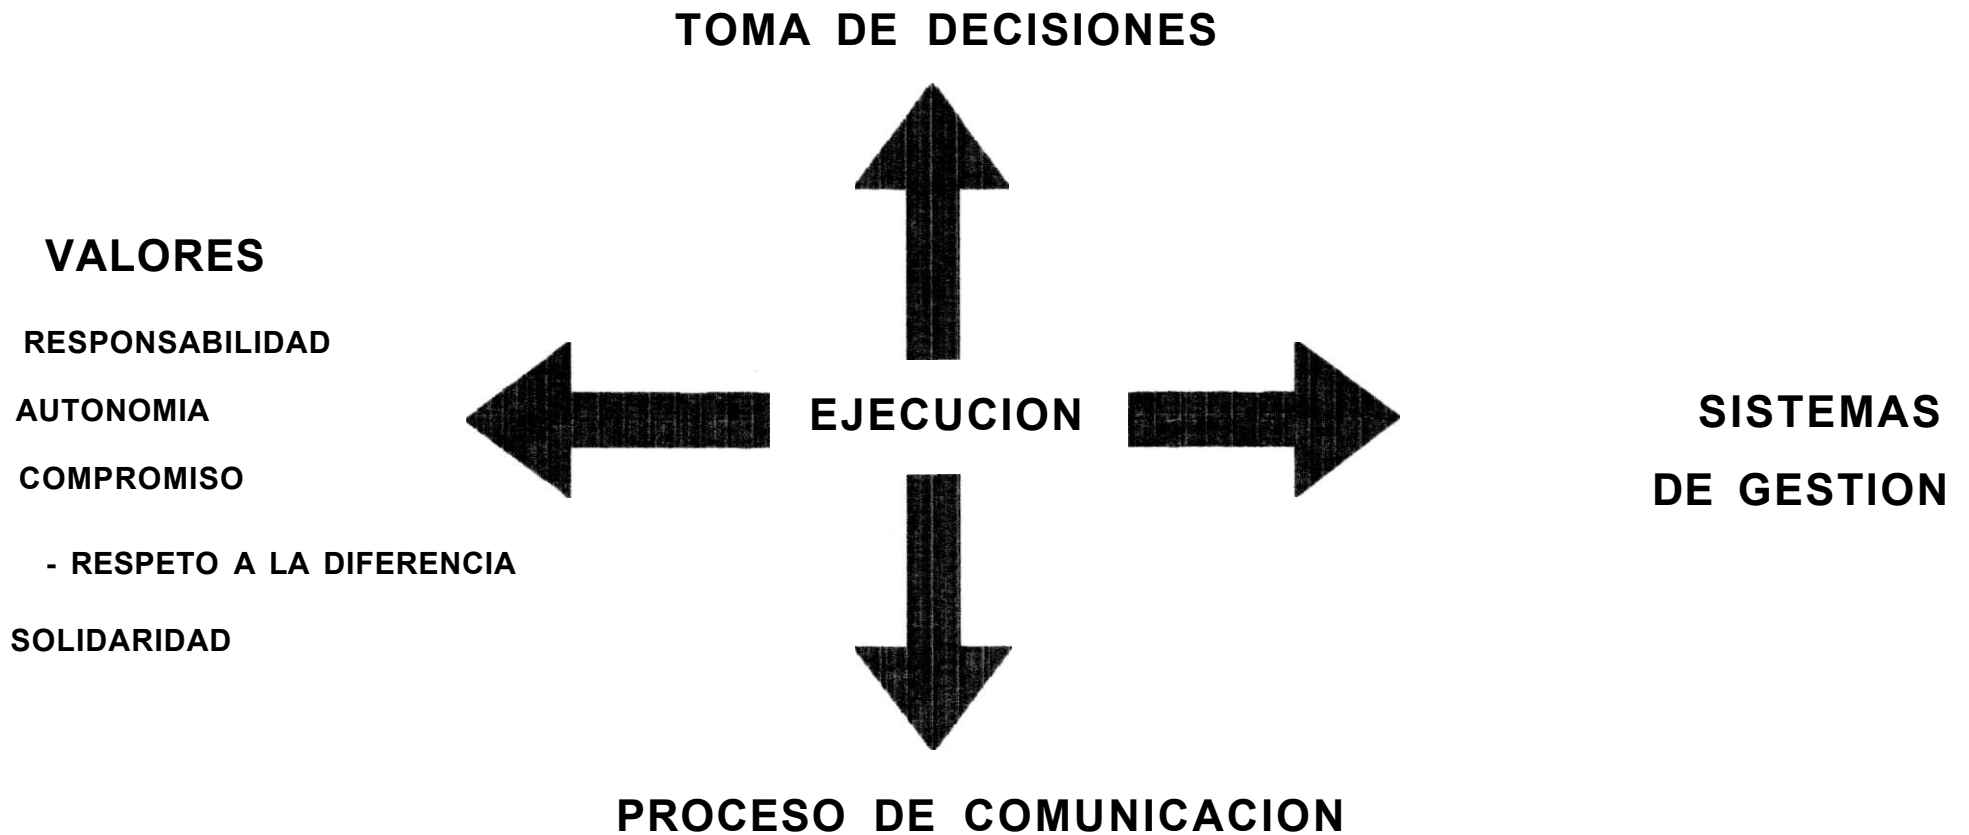 TOMA DE DECISIONES
VALORES
RESPONSABILIDAD
AUTONOMIA
COMPROMISO
- RESPETO A LA DIFERENCIA
SOLIDARIDAD
EJECUCION
SISTEMAS
DE GESTION
PROCESO DE COMUNICACION